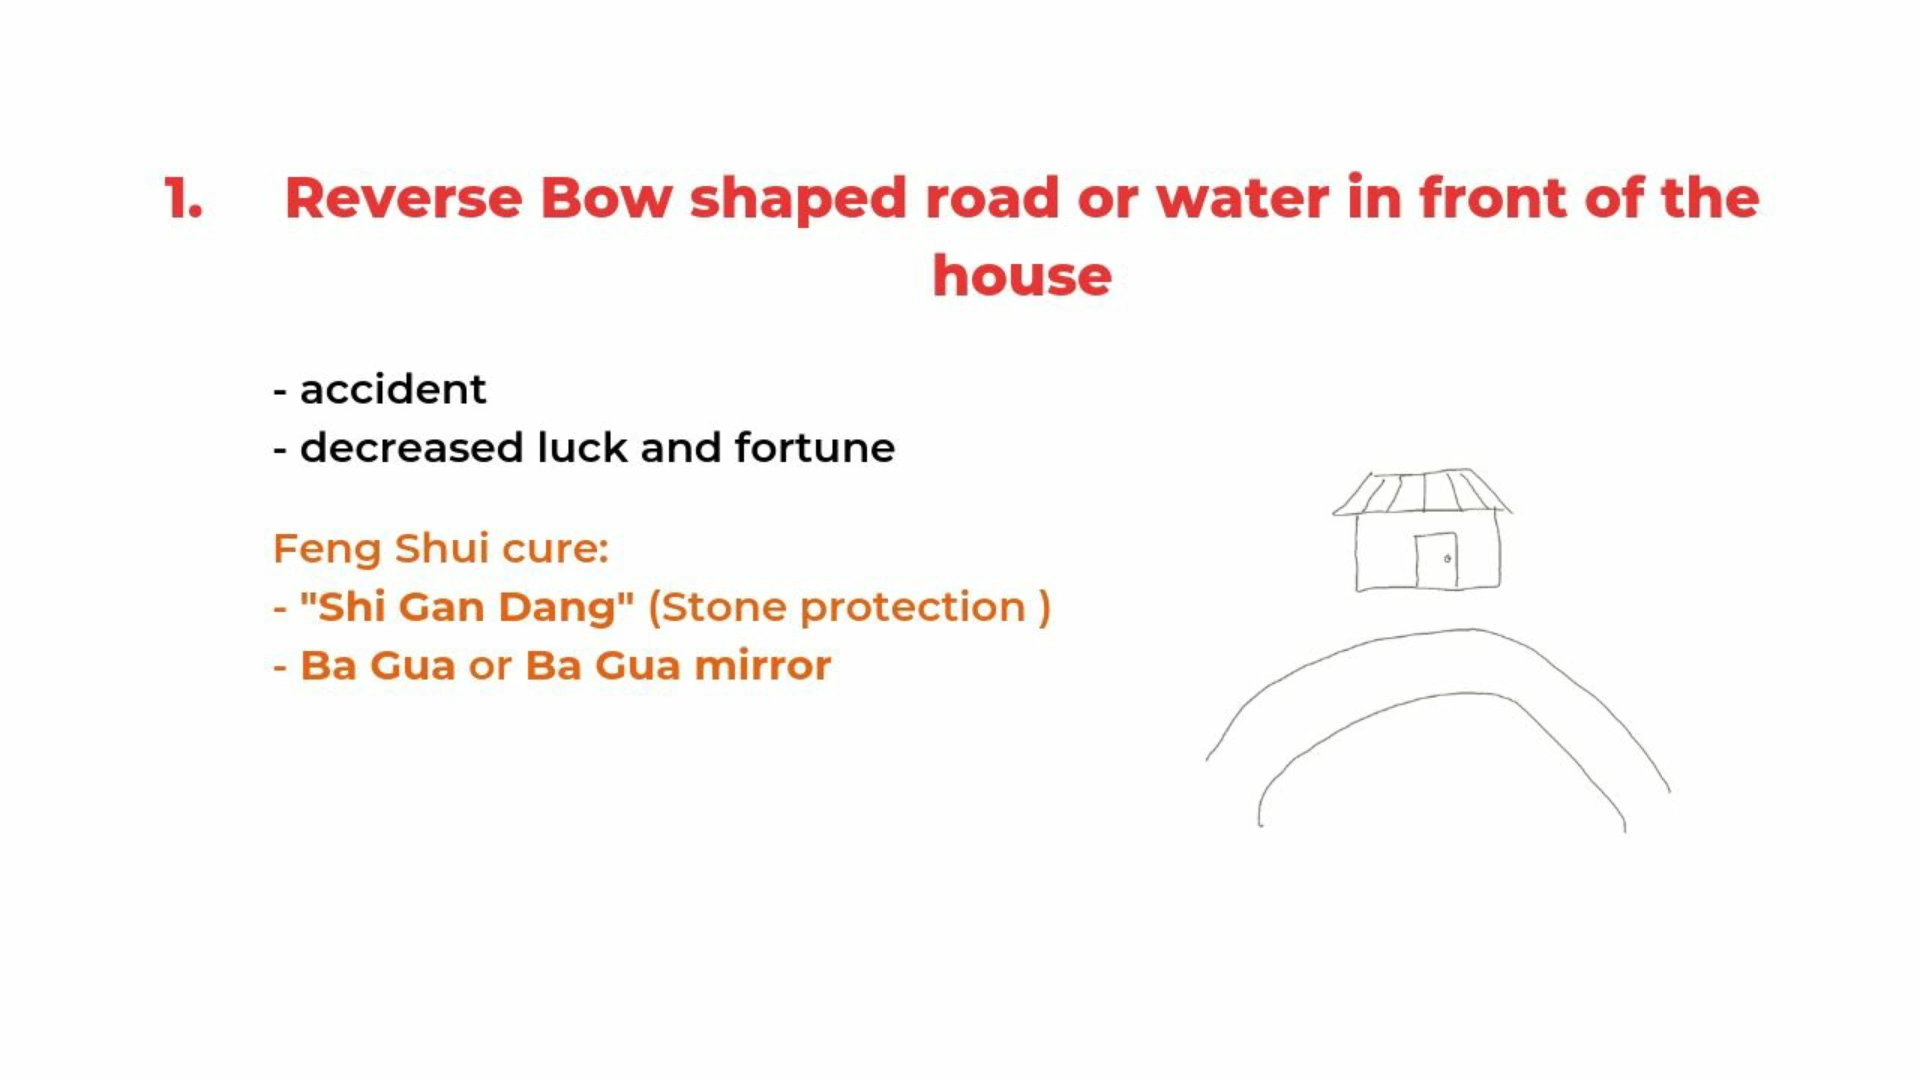 1. Reverse Bow shaped road or water in front of the
house
- accident
- decreased luck and fortune
Feng Shui cure:
- "Shi Gan Dang" (Stone protection )
- Ba Gua or Ba Gua mirror